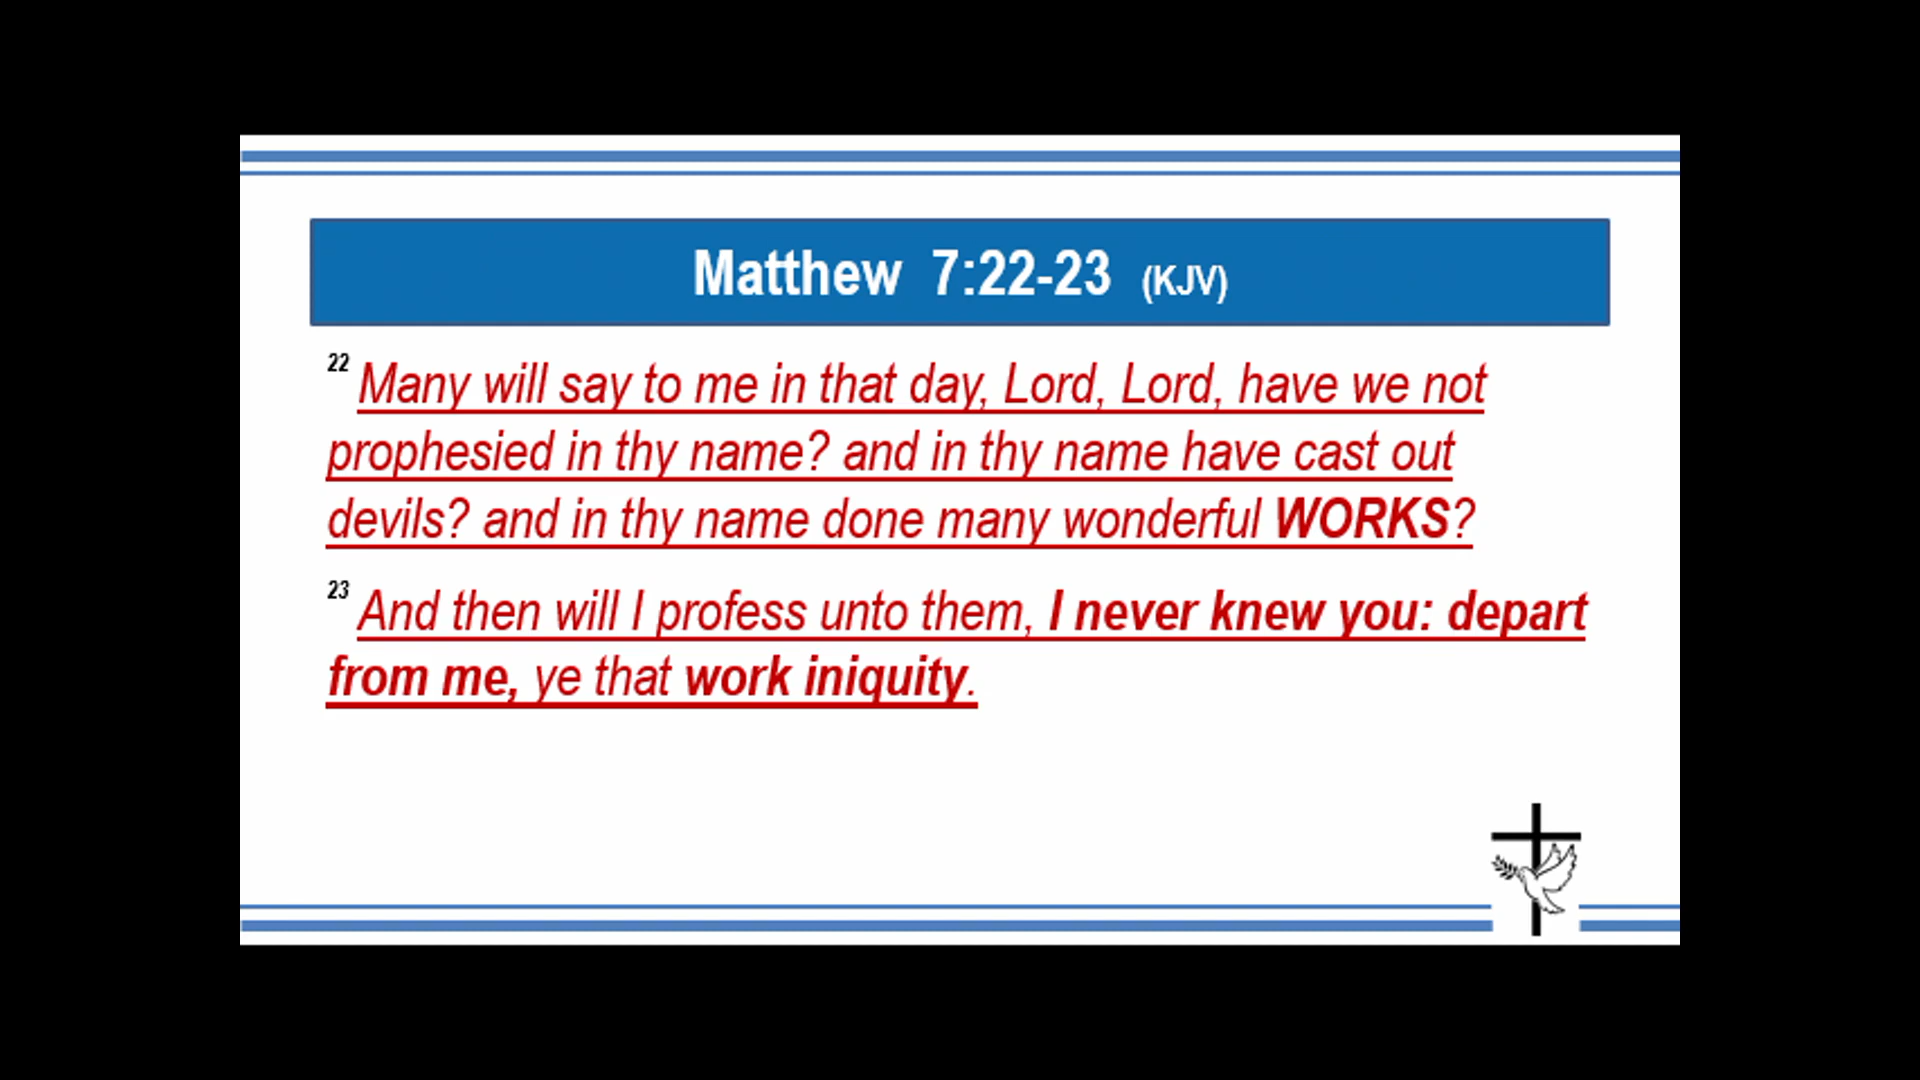 Matthew 7:22-23 (KJV)
22 Many will say to me in that day, Lord, Lord, have we not
prophesied in thy name? and in thy name have cast out
devils? and in thy name done many wonderful WORKS?
23 And then will I profess unto them, I never knew you: depart
from me, ye that work iniquity.